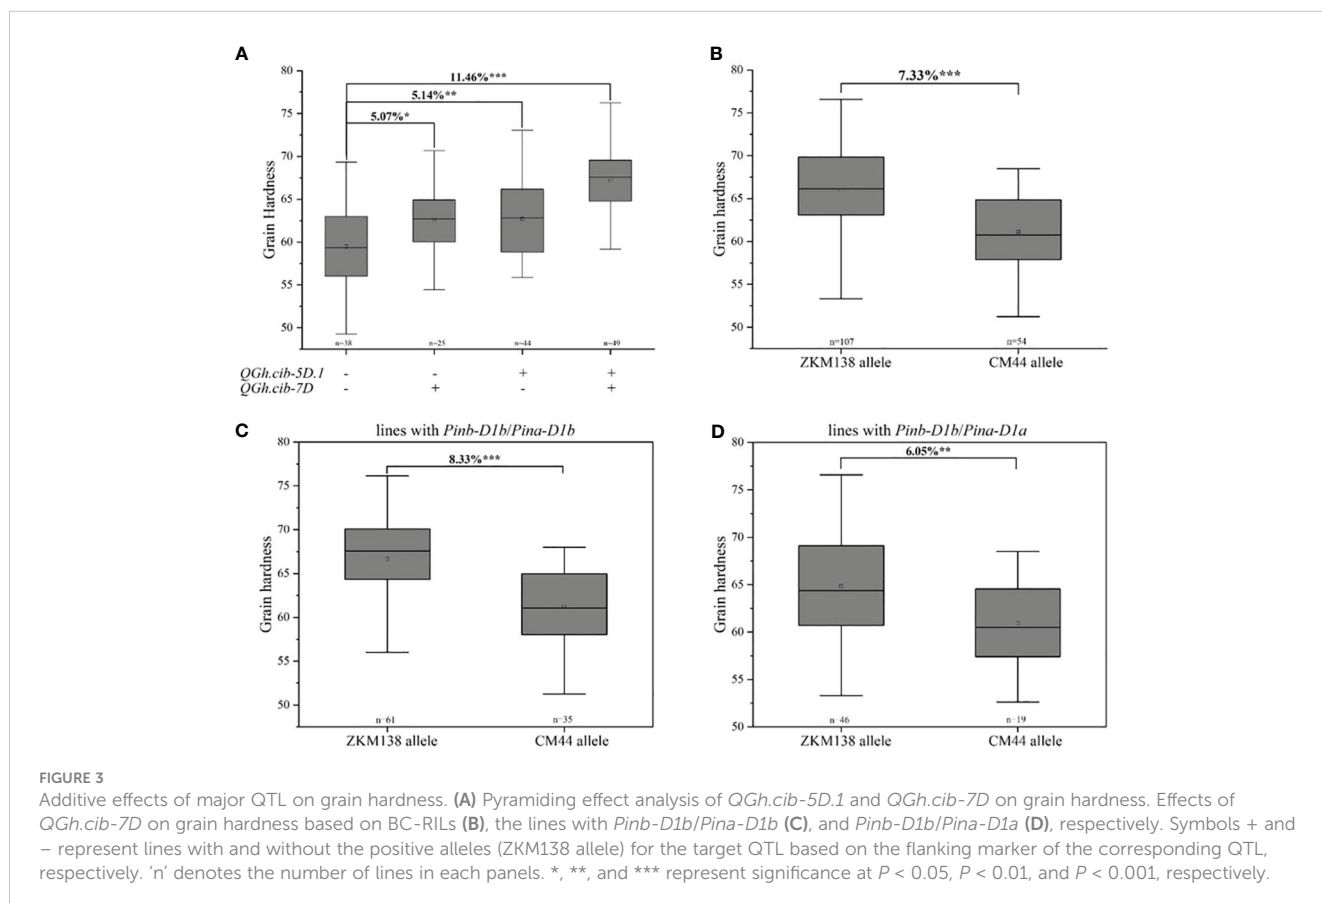 A
80
75
70
65
60
55
50
Grain Hardness
11.46%***
5.14%**
5.07%*
n=38
n=25
n=44
n=49
QGh.cib-5D.1 - - + +
QGh.cib-7D - + - +
B
80
75
70
65
60
55
50
Grain hardness
7.33%***
n=107
n=54
ZKM138 allele
CM44 allele
C
lines with Pinb-D1b/Pina-D1b
80
75
70
65
60
55
50
Grain hardness
8.33%***
n=61
n=35
ZKM138 allele
CM44 allele
D
lines with Pinb-D1b/Pina-D1a
80
75
70
65
60
55
50
Grain hardness
6.05%**
n=46
n=19
ZKM138 allele
CM44 allele
FIGURE 3
Additive effects of major QTL on grain hardness. (A) Pyramiding effect analysis of QGh.cib-5D.1 and QGh.cib-7D on grain hardness. Effects of
QGh.cib-7D on grain hardness based on BC-RILs (B), the lines with Pinb-D1b/Pina-D1b (C), and Pinb-D1b/Pina-D1a (D), respectively. Symbols + and
− represent lines with and without the positive alleles (ZKM138 allele) for the target QTL based on the flanking marker of the corresponding QTL,
respectively. 'n' denotes the number of lines in each panels. *, **, and *** represent significance at P < 0.05, P < 0.01, and P < 0.001, respectively.